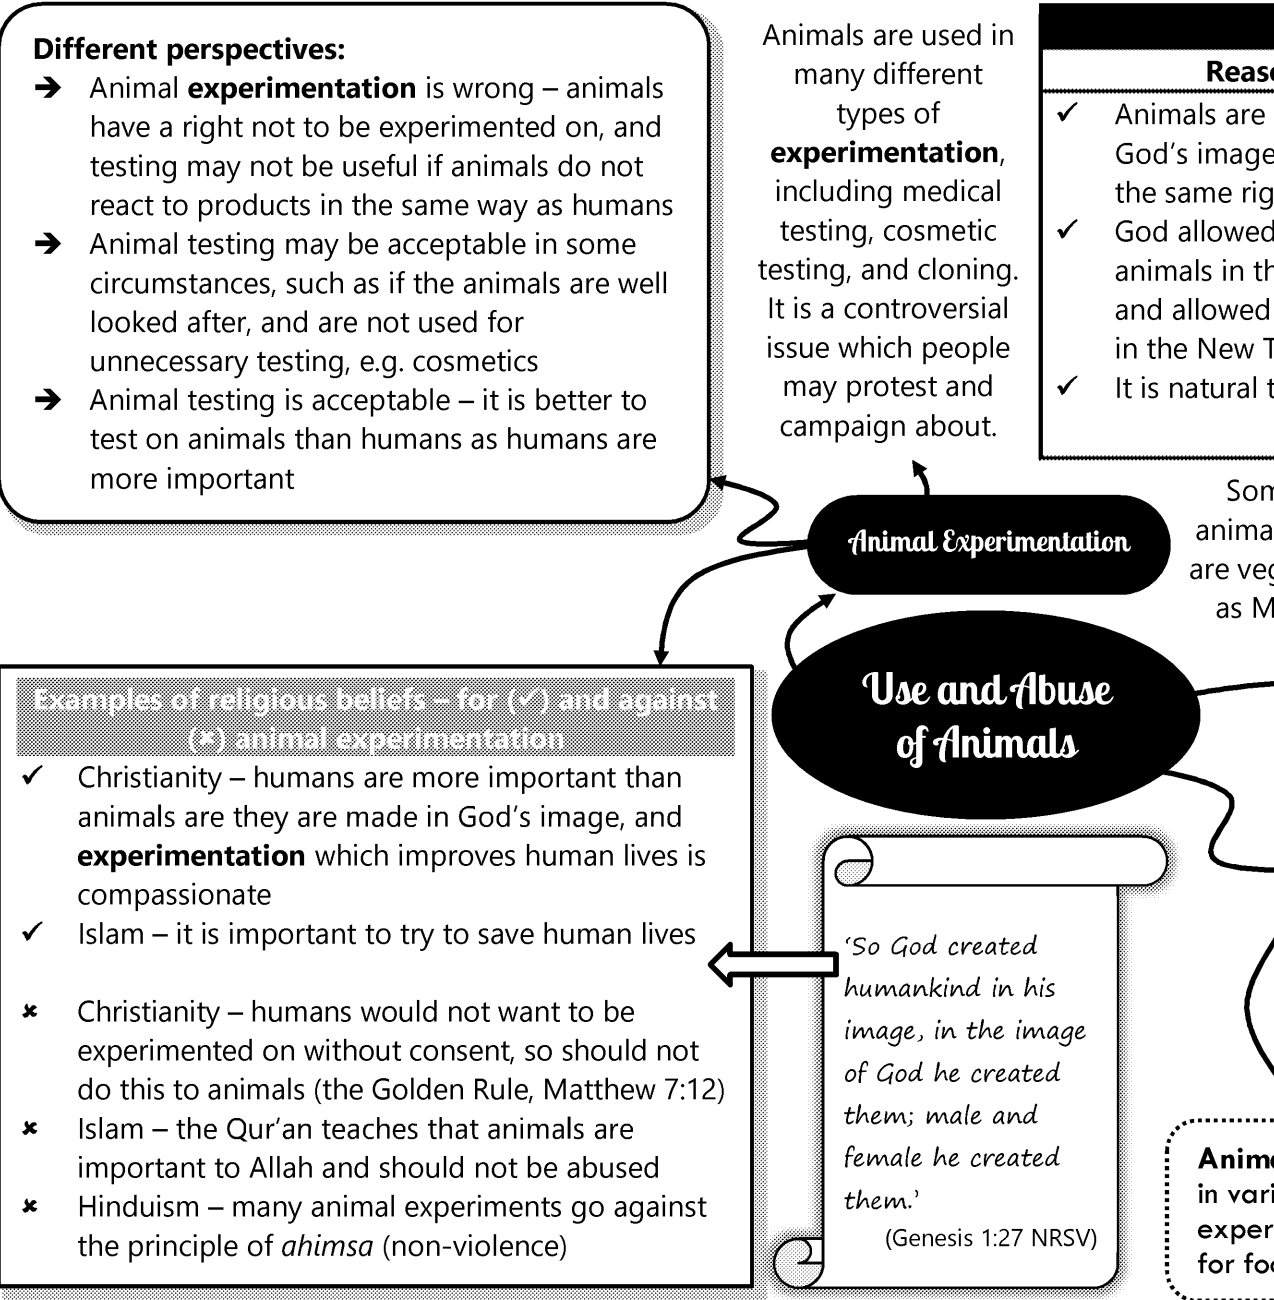 Different perspectives:
➔ Animal experimentation is wrong – animals
have a right not to be experimented on, and
testing may not be useful if animals do not
react to products in the same way as humans
➔ Animal testing may be acceptable in some
circumstances, such as if the animals are well
looked after, and are not used for
unnecessary testing, e.g. cosmetics
➔ Animal testing is acceptable – it is better to
test on animals than humans as humans are
more important
Animals are used in
many different
types of
experimentation,
including medical
testing, cosmetic
testing, and cloning.
It is a controversial
issue which people
may protest and
campaign about.
✓ Animals are
God's image
the same
✓ God allowed
animals in
and allowed
in the New
✓ It is natural
are
as
Animal Experimentation
Use and Abuse
of Animals
Examples of religious beliefs – for (✓) and against
(×) animal experimentation
✓ Christianity – humans are more important than
animals are they are made in God's image, and
experimentation which improves human lives is
compassionate
✓ Islam – it is important to try to save human lives
× Christianity – humans would not want to be
experimented on without consent, so should not
do this to animals (the Golden Rule, Matthew 7:12)
× Islam – the Qur'an teaches that animals are
important to Allah and should not be abused
× Hinduism – many animal experiments go against
the principle of ahimsa (non-violence)
'So God created
humankind in his
image, in the image
of God he created
them; male and
female he created
them.'
(Genesis 1:27 NRSV)
in
for